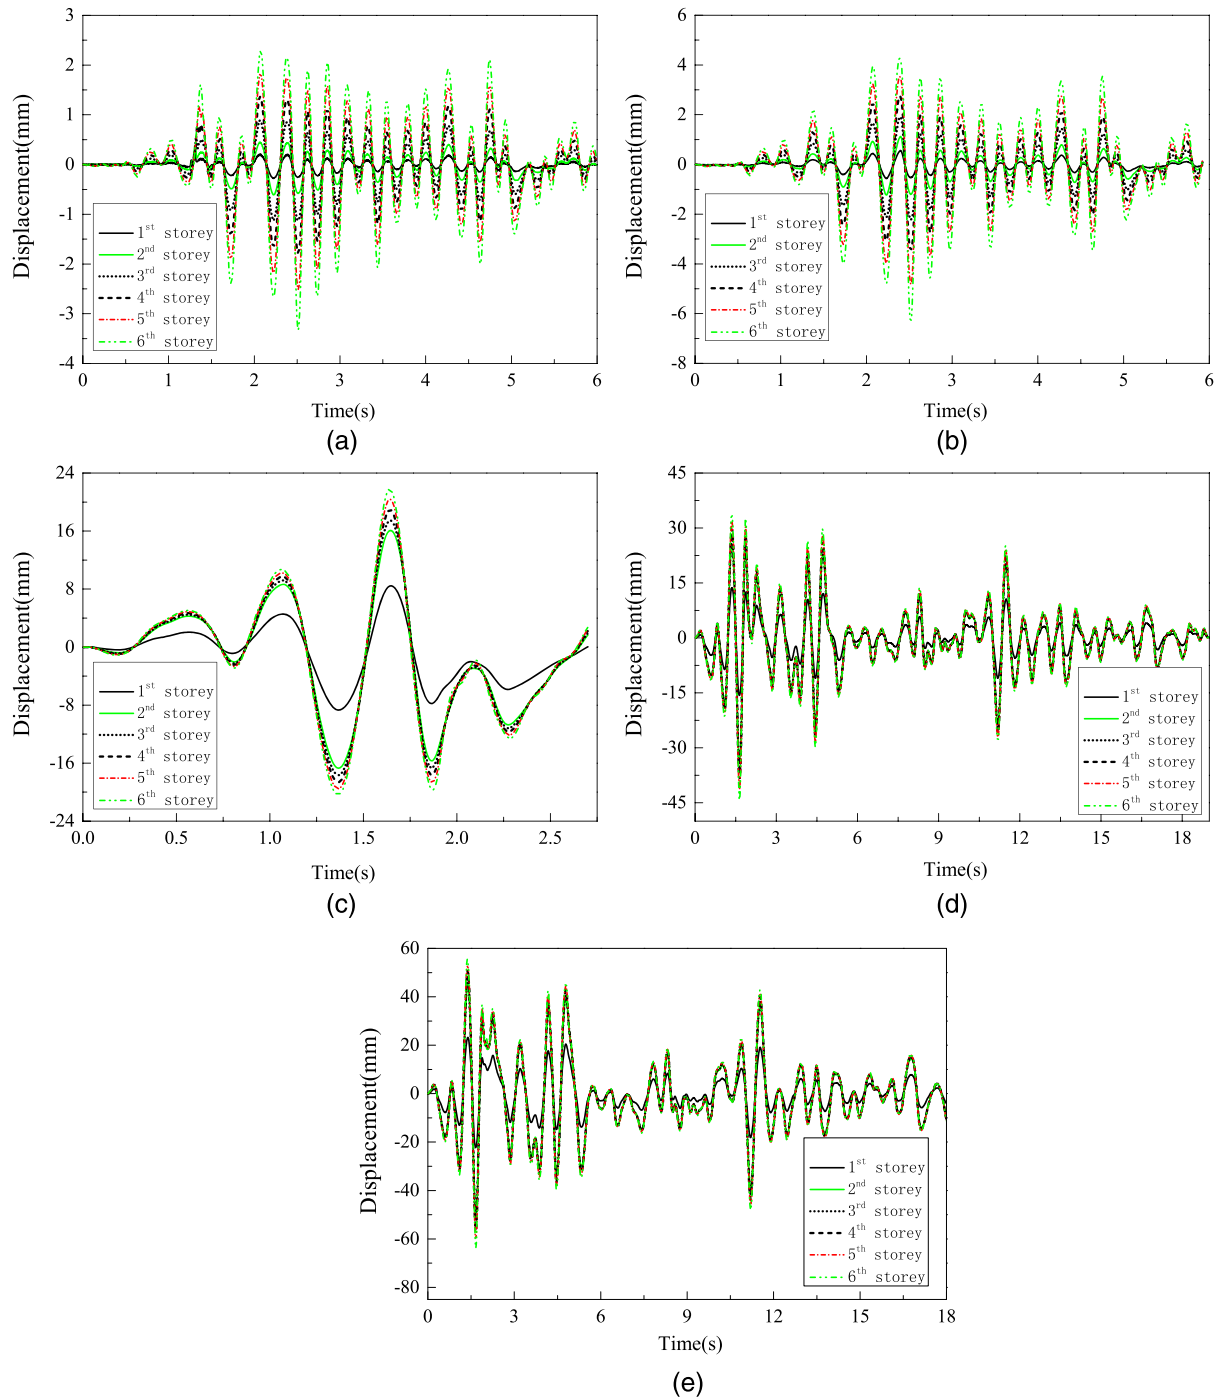 3
2
1
0
-1
-2
-3
-4
Displacement(mm)
1st storey
2nd storey
3rd storey
4th storey
5th storey
6th storey
0 1 2 3 4 5 6
Time(s)
(a)
6
4
2
0
-2
-4
-6
-8
Displacement(mm)
1st storey
2nd storey
3rd storey
4th storey
5th storey
6th storey
0 1 2 3 4 5 6
Time(s)
(b)
24
16
8
0
-8
-16
-24
Displacement(mm)
1st storey
2nd storey
3rd storey
4th storey
5th storey
6th storey
0.0 0.5 1.0 1.5 2.0 2.5
Time(s)
(c)
45
30
15
0
-15
-30
-45
Displacement(mm)
1st storey
2nd storey
3rd storey
4th storey
5th storey
6th storey
0 3 6 9 12 15 18
Time(s)
(d)
60
40
20
0
-20
-40
-60
-80
Displacement(mm)
1st storey
2nd storey
3rd storey
4th storey
5th storey
6th storey
0 3 6 9 12 15 18
Time(s)
(e)